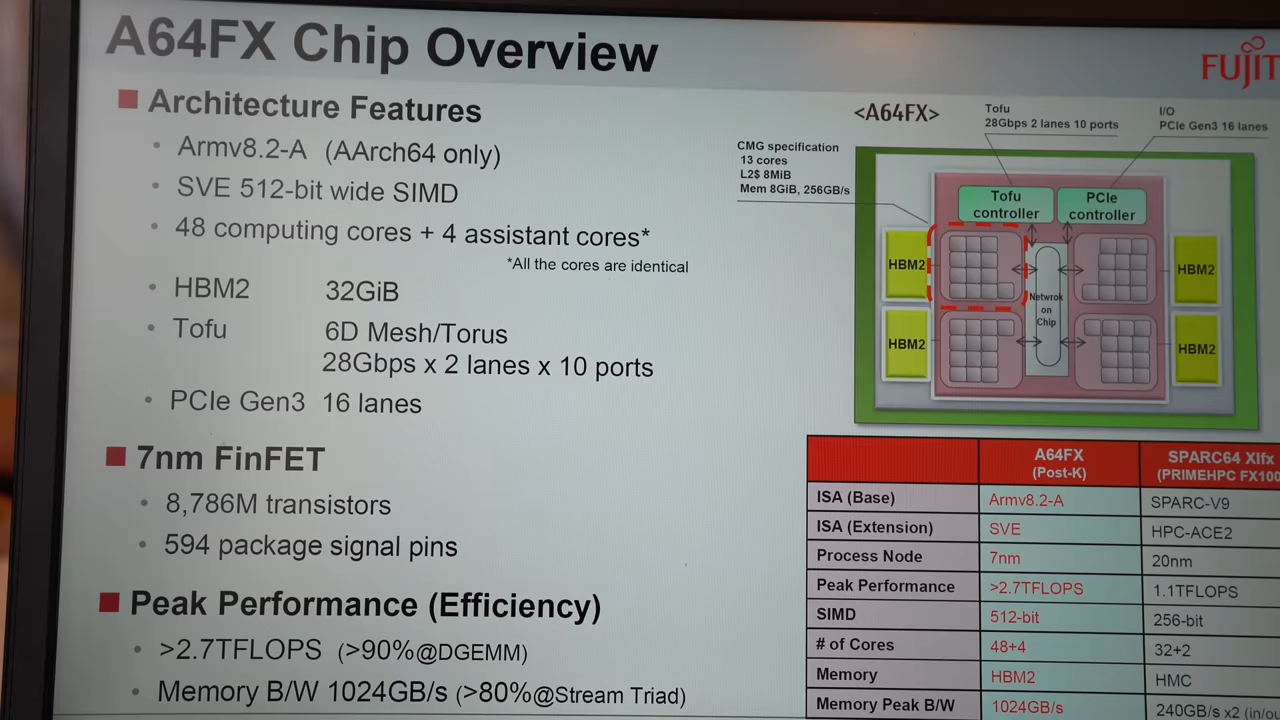 A64FX Chip Overview
FUJIT
Architecture Features
Armv8.2-A (AArch64 only)
SVE 512-bit wide SIMD
48 computing cores + 4 assistant cores*
*All the cores are identical
HBM2 32GiB
Tofu 6D Mesh/Torus
28Gbps x 2 lanes x 10 ports
PCIe Gen3 16 lanes
7nm FinFET
8,786M transistors
594 package signal pins
Peak Performance (Efficiency)
>2.7TFLOPS (>90%@DGEMM)
Memory B/W 1024GB/s (>80%@Stream Triad)
<A64FX>
Tofu
28Gbps 2 lanes 10 ports
I/O
PCIe Gen3 16 lanes
CMG specification
13 cores
L2$ 8MiB
Mem 8GiB, 256GB/s
Tofu
controller
PCIe
controller
HBM2
HBM2
HBM2
HBM2
Netwrok
on
Chip
A64FX
(Post-K)
SPARC64 XIfx
(PRIMEHPC FX100
ISA (Base) Armv8.2-A SPARC-V9
ISA (Extension) SVE HPC-ACE2
Process Node 7nm 20nm
Peak Performance >2.7TFLOPS 1.1TFLOPS
SIMD 512-bit 256-bit
# of Cores 48+4 32+2
Memory HBM2 HMC
Memory Peak B/W 1024GB/s 240GB/s x2 (in/ou